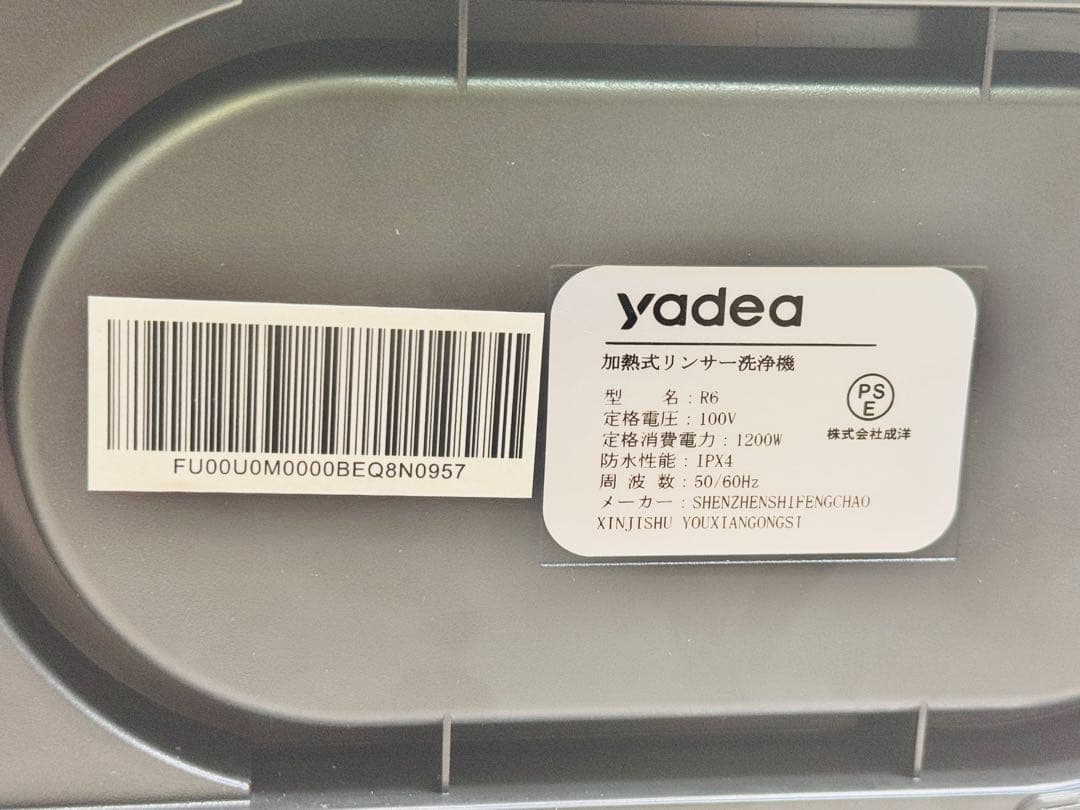 FU00U0M0000BEQ8N0957
yadea
加熱式リンサー洗浄機
型 名：R6
定格電圧：100V
定格消費電力：1200W
防水性能：IPX4
周 波 数：50/60Hz
メーカー：SHENZHENSHIFENGCHAO
XINJISHU YOUXIANGONGSI
PS
E
株式会社成洋